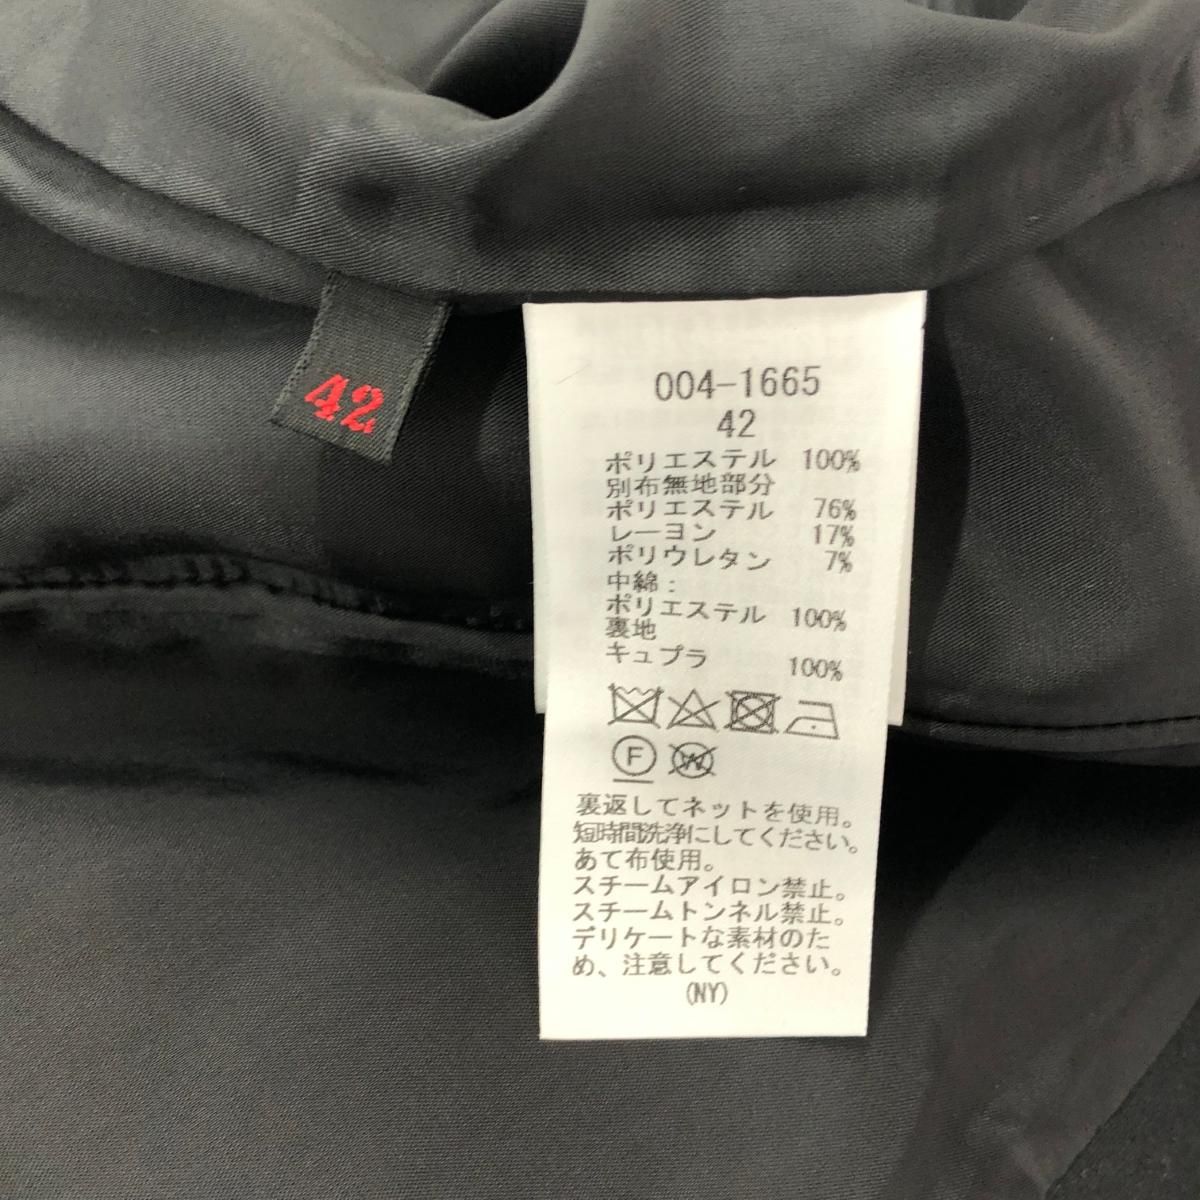 42
004-1665
42
ポリエステル 100%
別布無地部分
ポリエステル 76%
レーヨン 17%
ポリウレタン 7%
中綿：
ポリエステル 100%
裏地
キュプラ 100%
F W
裏返してネットを使用。
短時間洗浄にしてください。
あて布使用。
スチームアイロン禁止。
スチームトンネル禁止。
デリケートな素材のた
め、注意してください。
(NY)